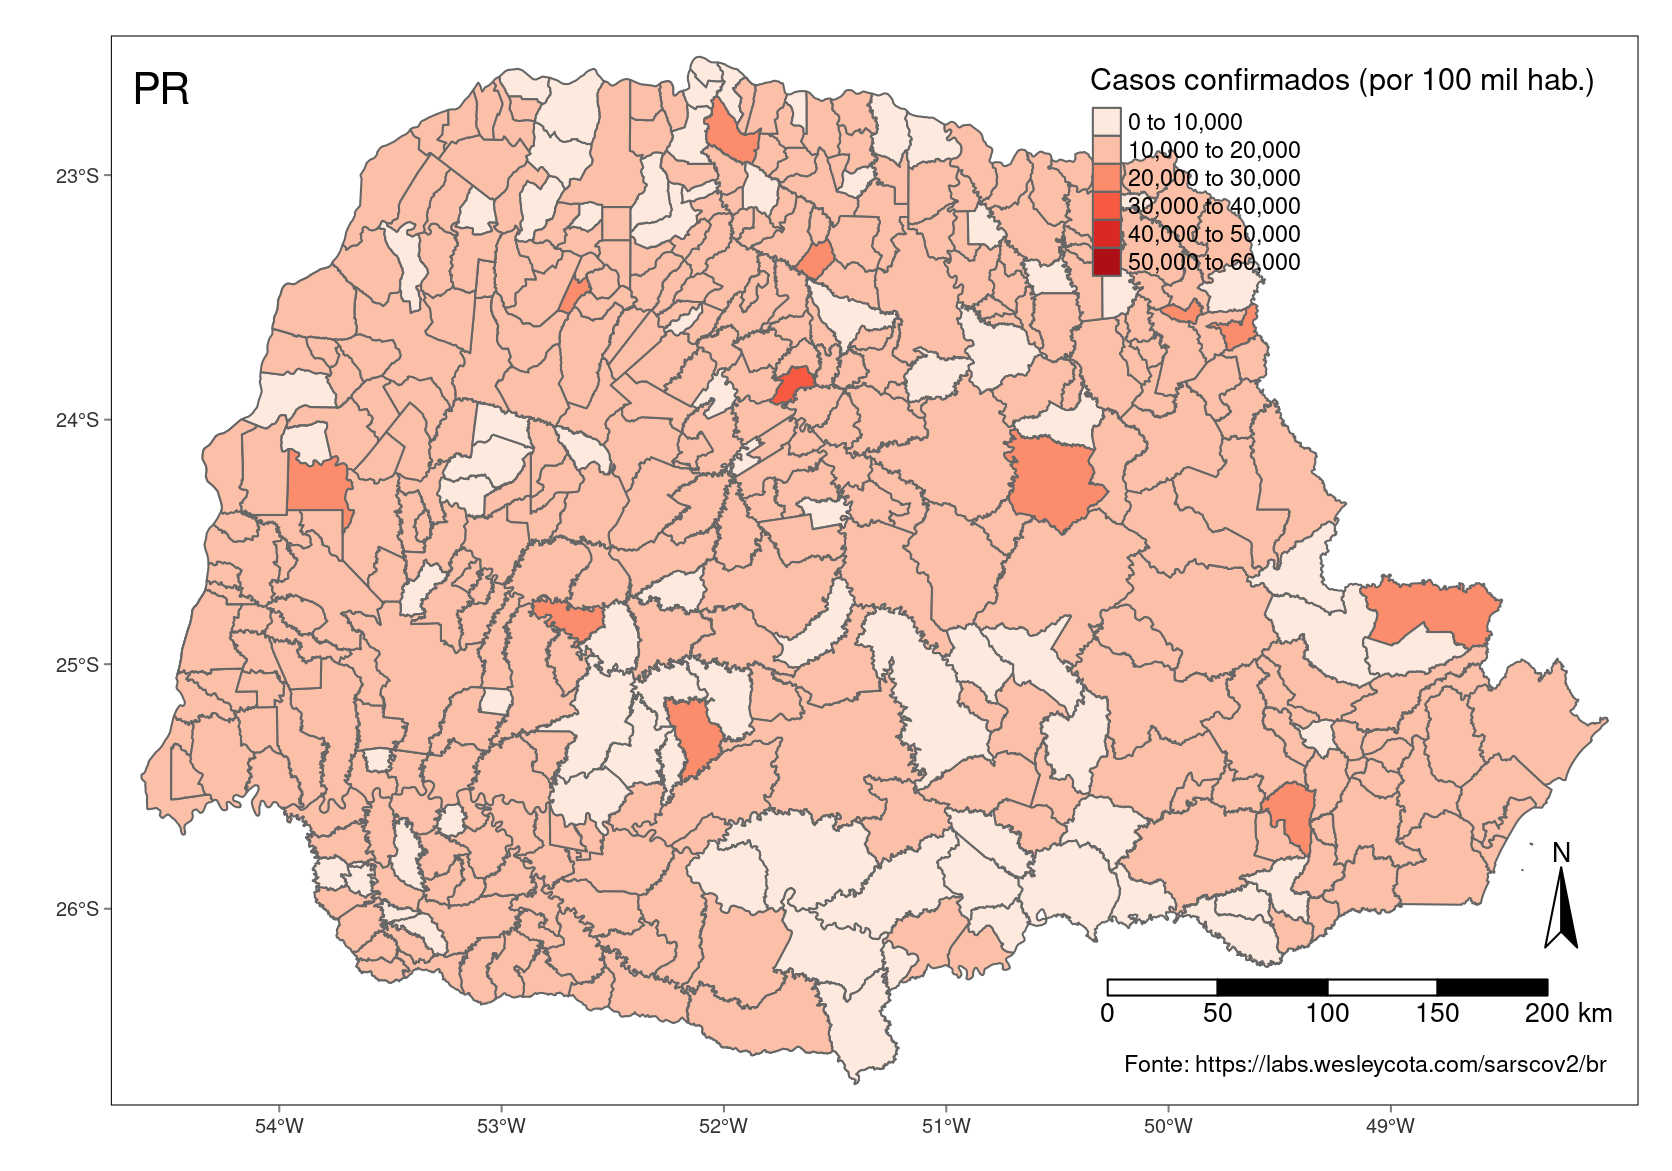 PR
Casos confirmados (por 100 mil hab.)
0 to 10,000
10,000 to 20,000
20,000 to 30,000
30,000 to 40,000
40,000 to 50,000
50,000 to 60,000
23°S
24°S
25°S
26°S
N
0 50 100 150 200 km
Fonte: https://labs.wesleycota.com/sarscov2/br
54°W 53°W 52°W 51°W 50°W 49°W